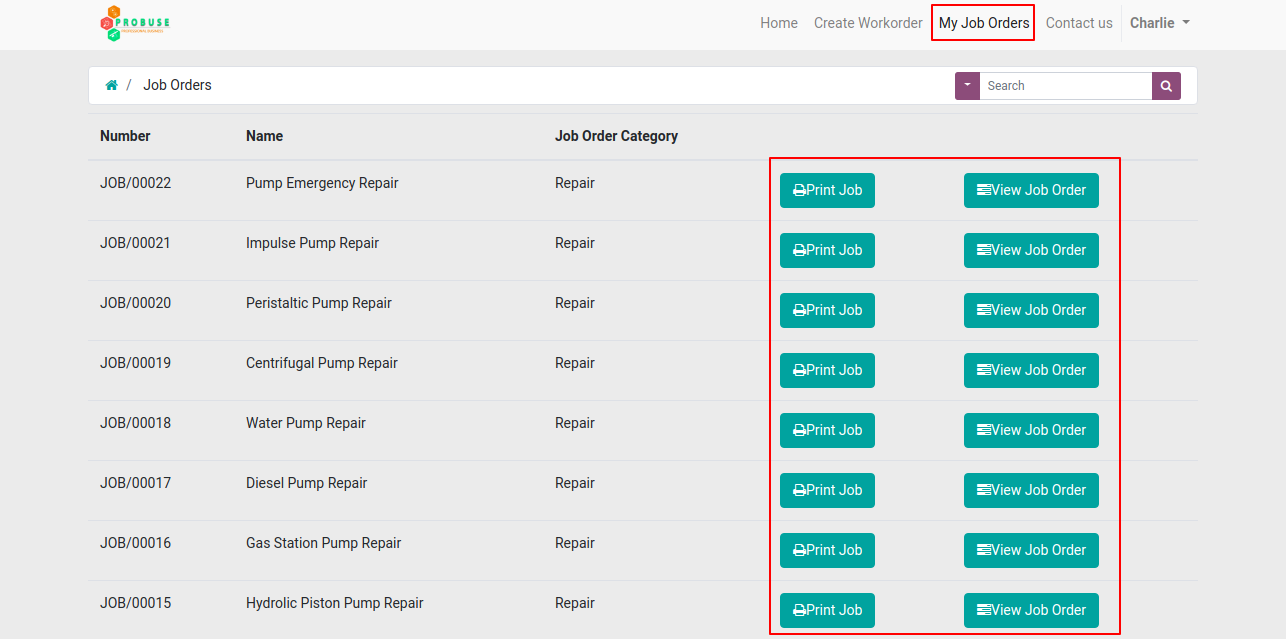 PROBUSE
Home Create Workorder My Job Orders Contact us Charlie
/ Job Orders Search
Number Name Job Order Category
JOB/00022 Pump Emergency Repair Repair Print Job View Job Order
JOB/00021 Impulse Pump Repair Repair Print Job View Job Order
JOB/00020 Peristaltic Pump Repair Repair Print Job View Job Order
JOB/00019 Centrifugal Pump Repair Repair Print Job View Job Order
JOB/00018 Water Pump Repair Repair Print Job View Job Order
JOB/00017 Diesel Pump Repair Repair Print Job View Job Order
JOB/00016 Gas Station Pump Repair Repair Print Job View Job Order
JOB/00015 Hydrolic Piston Pump Repair Repair Print Job View Job Order